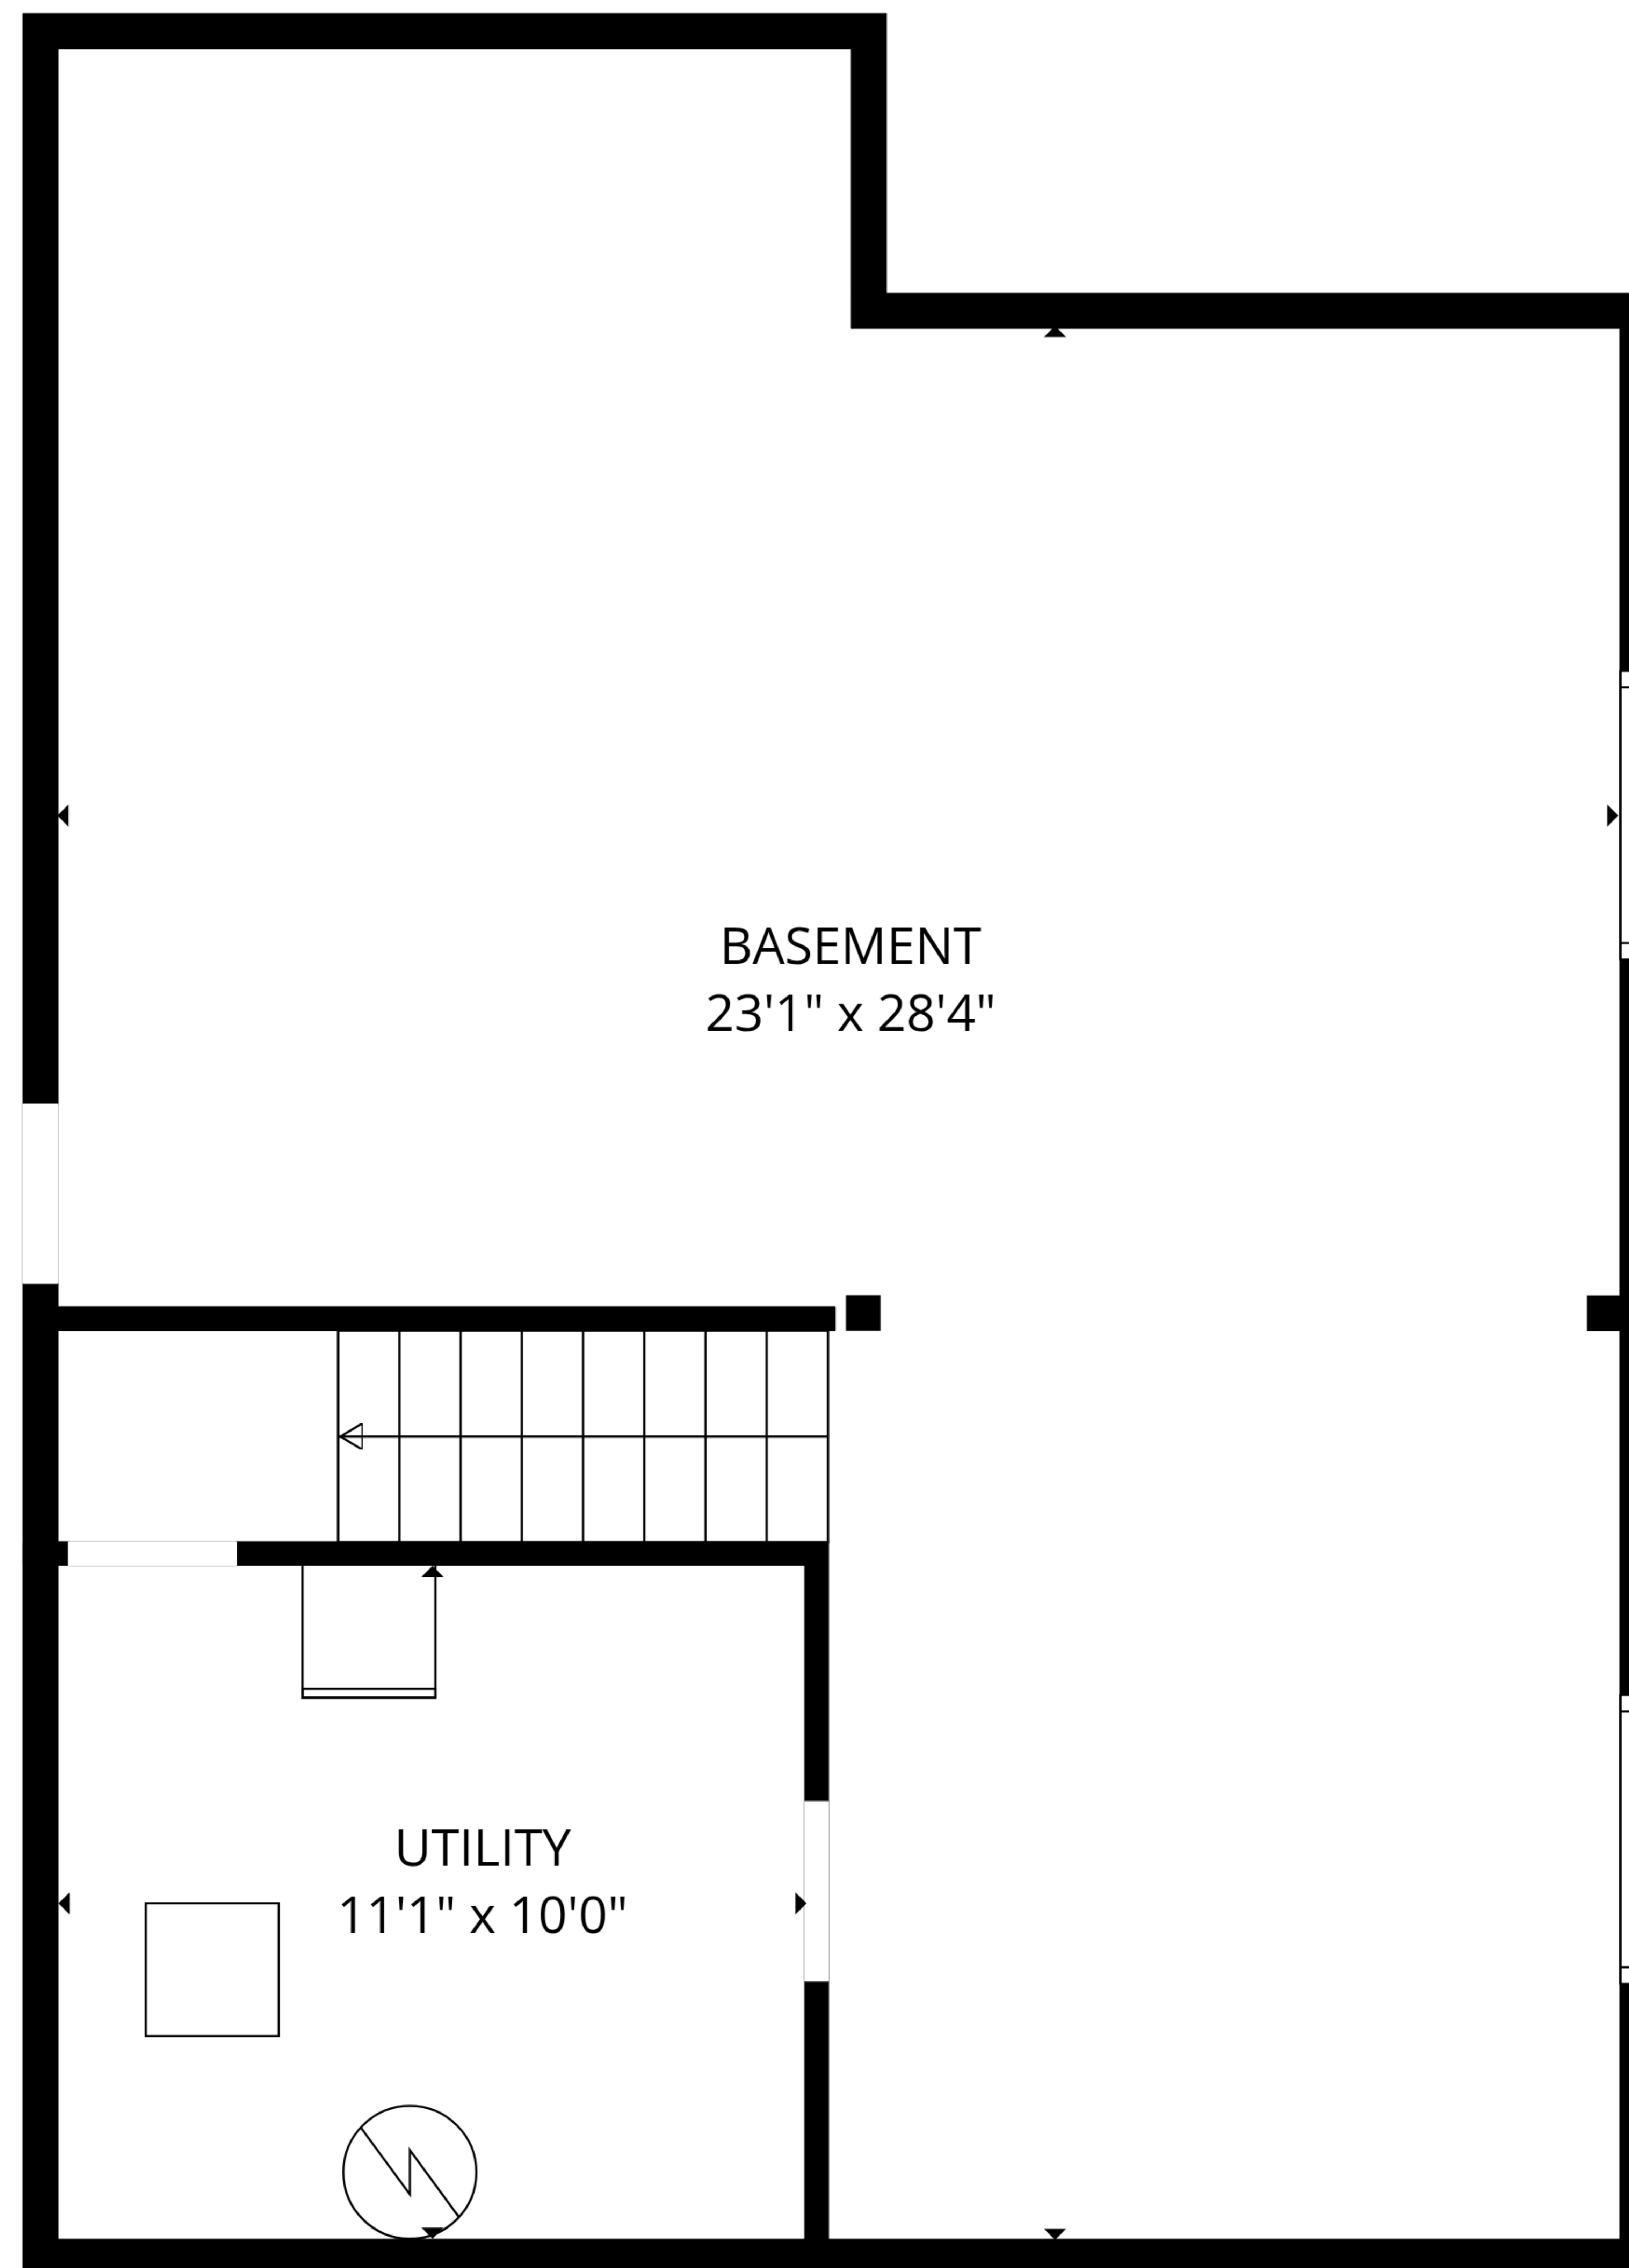 BASEMENT
23'1" x 28'4"
UTILITY
11'1" x 10'0"